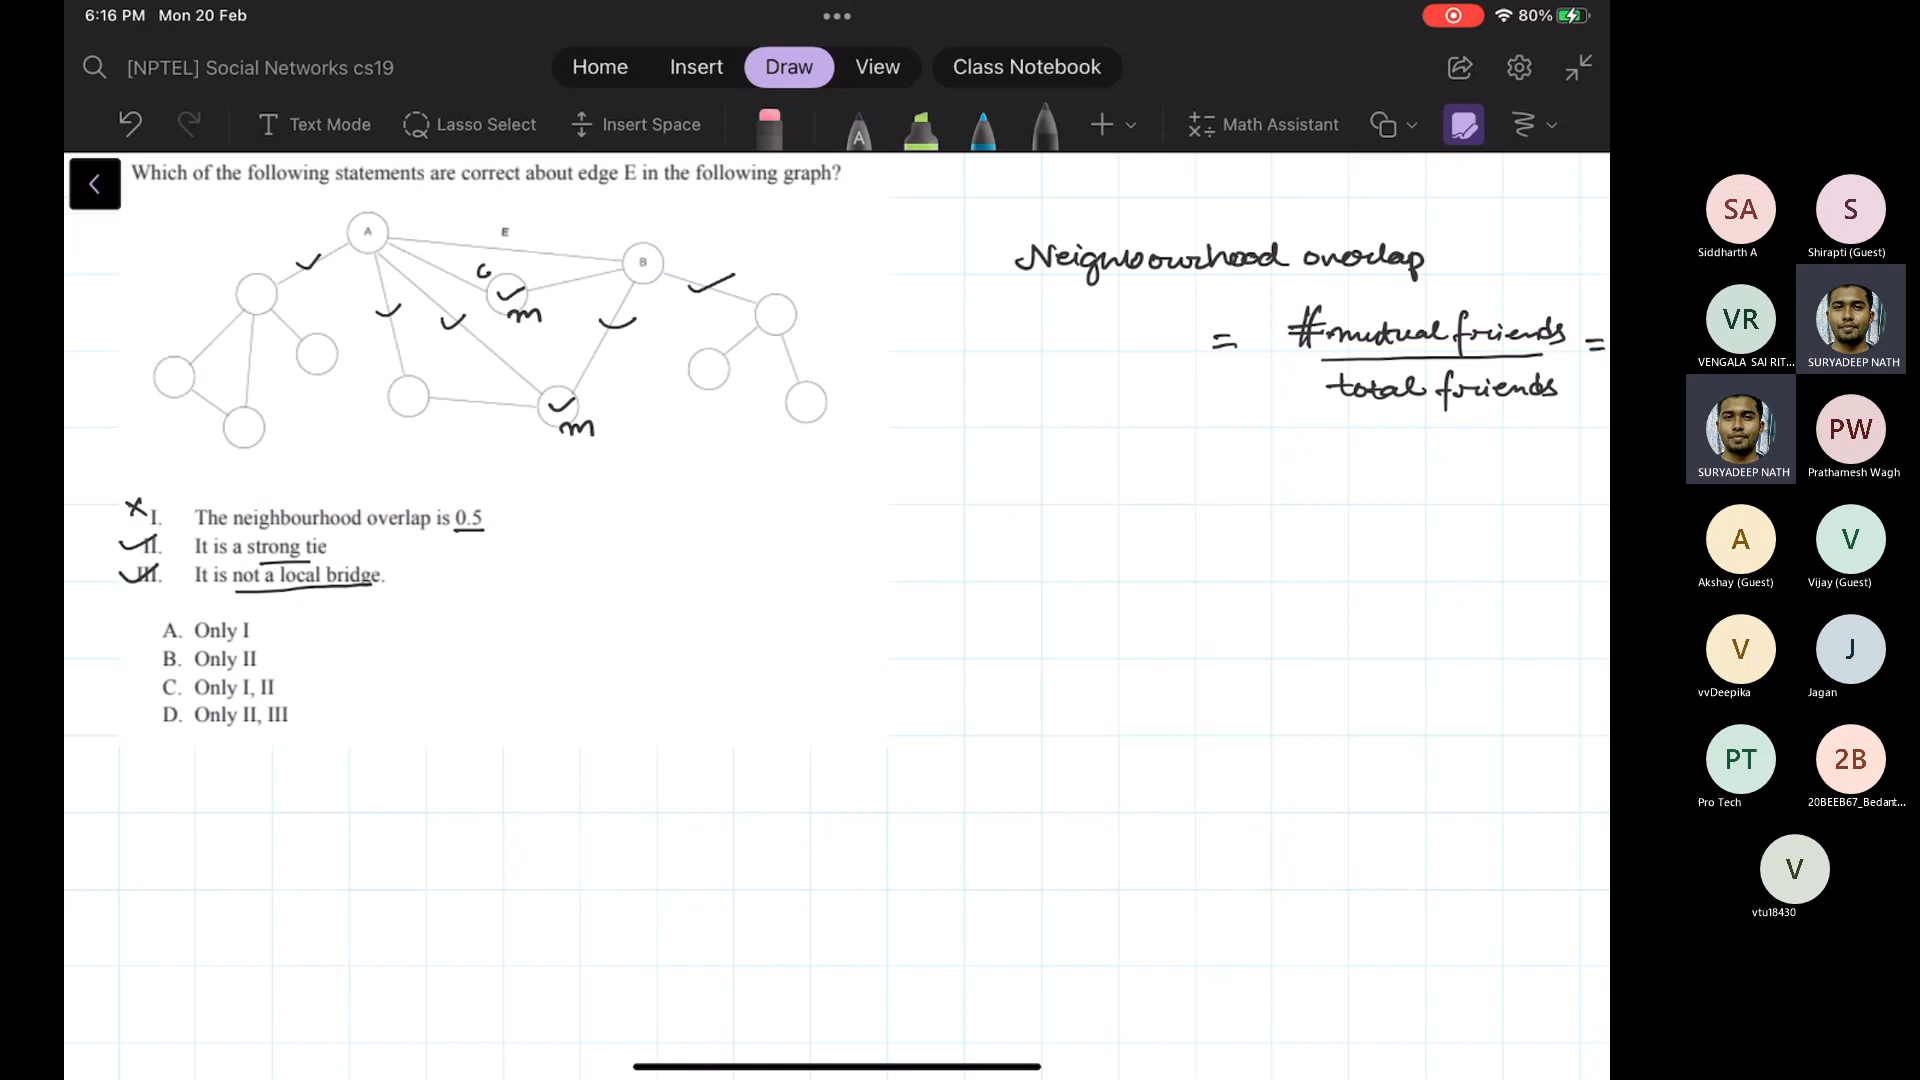 6:16 PM Mon 20 Feb
80%
[NPTEL] Social Networks cs19
Home Insert Draw View Class Notebook
Text Mode Lasso Select Insert Space A Math Assistant
Which of the following statements are correct about edge E in the following graph?
A
E
B
m
m
I. The neighbourhood overlap is 0.5
II. It is a strong tie
III. It is not a local bridge.
A. Only I
B. Only II
C. Only I, II
D. Only II, III
Neighbourhood overlap
= #mutual friends =
total friends
SA
Siddharth A
S
Shirapti (Guest)
VR
VENGALA SAI RIT...
SURYADEEP NATH
SURYADEEP NATH
PW
Prathamesh Wagh
A
Akshay (Guest)
V
Vijay (Guest)
V
vvDeepika
J
Jagan
PT
Pro Tech
2B
20BEEB67_Bedant...
V
vtu18430